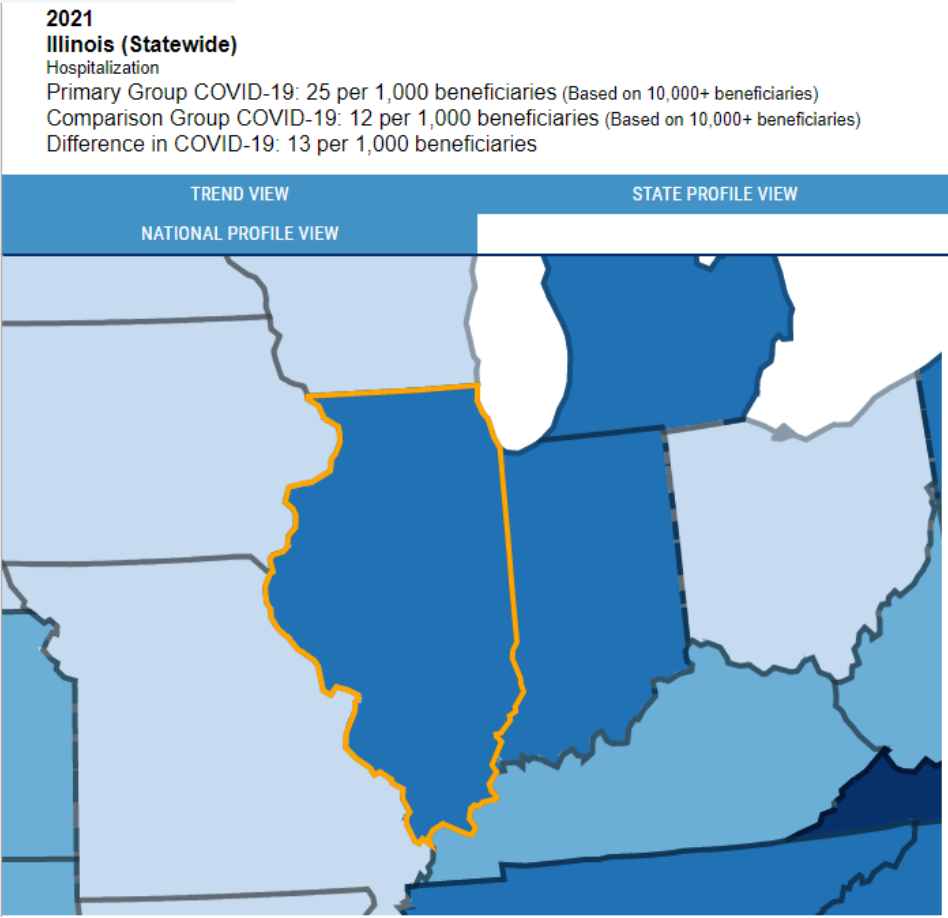 2021
Illinois (Statewide)
Hospitalization
Primary Group COVID-19: 25 per 1,000 beneficiaries (Based on 10,000+ beneficiaries)
Comparison Group COVID-19: 12 per 1,000 beneficiaries (Based on 10,000+ beneficiaries)
Difference in COVID-19: 13 per 1,000 beneficiaries
TREND VIEW
STATE PROFILE VIEW
NATIONAL PROFILE VIEW